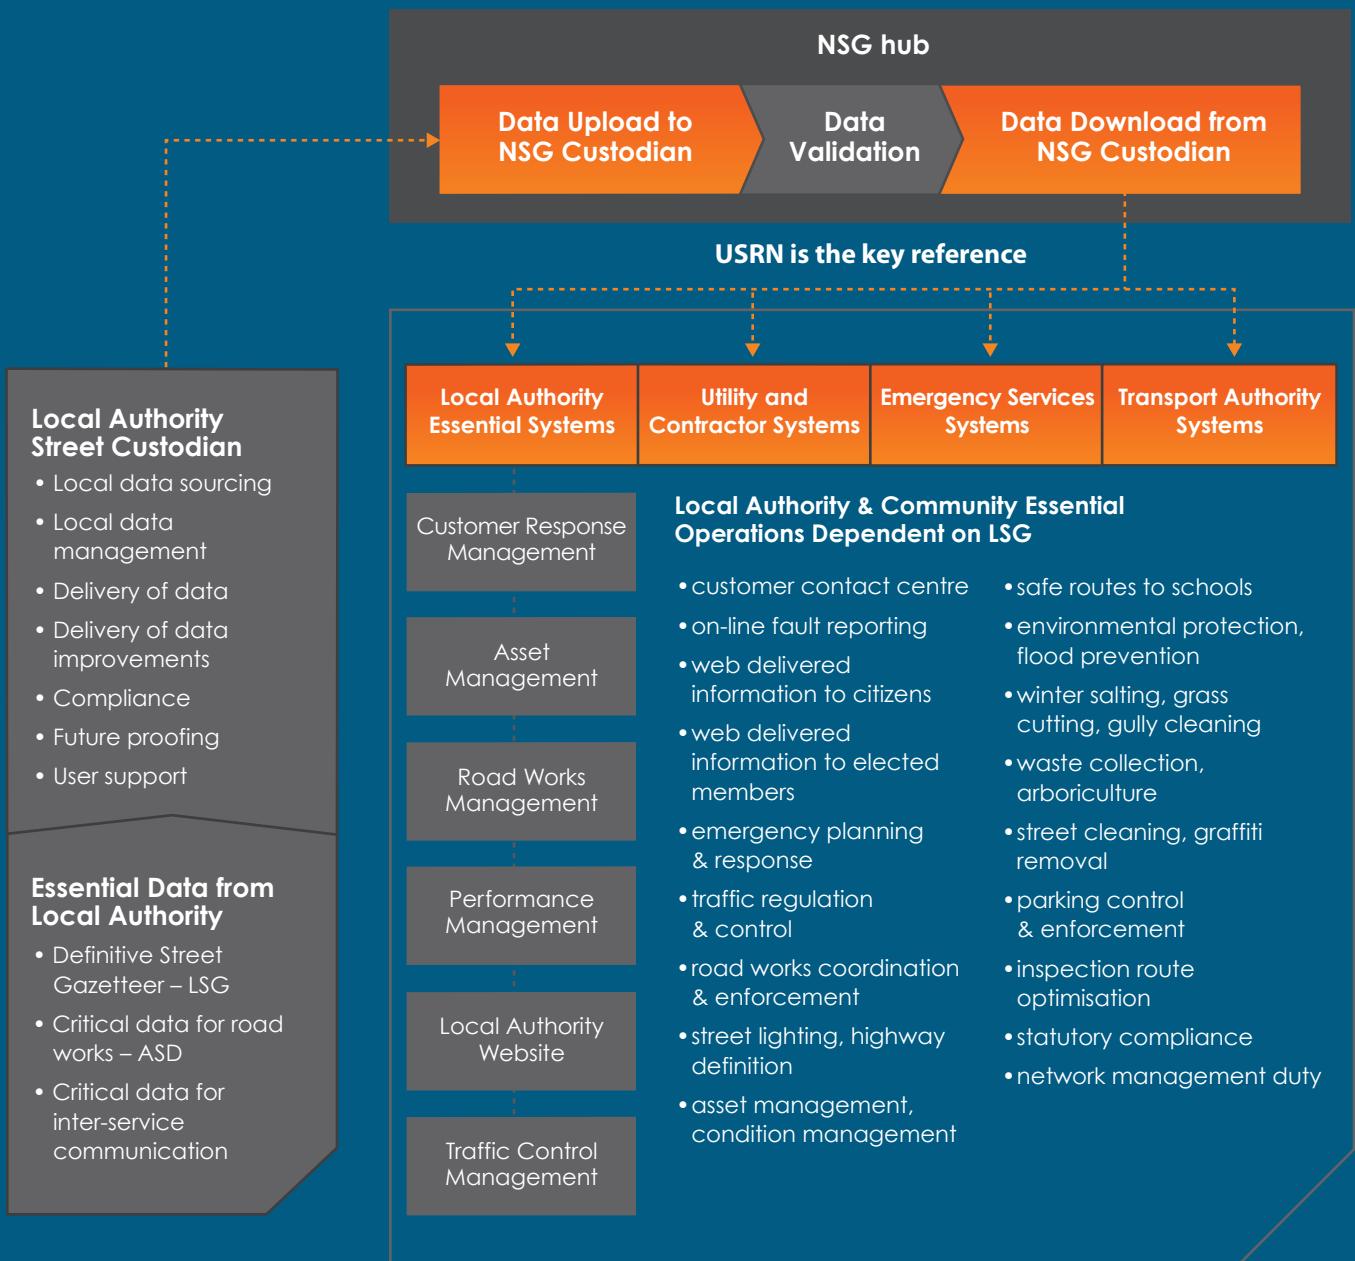 NSG hub
Data Upload to
NSG Custodian
Data
Validation
Data Download from
NSG Custodian
USRN is the key reference
Local Authority
Street Custodian
• Local data sourcing
• Local data
management
• Delivery of data
• Delivery of data
improvements
• Compliance
• Future proofing
• User support
Essential Data from
Local Authority
• Definitive Street
Gazetteer – LSG
• Critical data for road
works – ASD
• Critical data for
inter-service
communication
Local Authority
Essential Systems
Utility and
Contractor Systems
Emergency Services
Systems
Transport Authority
Systems
Customer Response
Management
Asset
Management
Road Works
Management
Performance
Management
Local Authority
Website
Traffic Control
Management
Local Authority & Community Essential
Operations Dependent on LSG
• customer contact centre
• on-line fault reporting
• web delivered
information to citizens
• web delivered
information to elected
members
• emergency planning
& response
• traffic regulation
& control
• road works coordination
& enforcement
• street lighting, highway
definition
• asset management,
condition management
• safe routes to schools
• environmental protection,
flood prevention
• winter salting, grass
cutting, gully cleaning
• waste collection,
arboriculture
• street cleaning, graffiti
removal
• parking control
& enforcement
• inspection route
optimisation
• statutory compliance
• network management duty